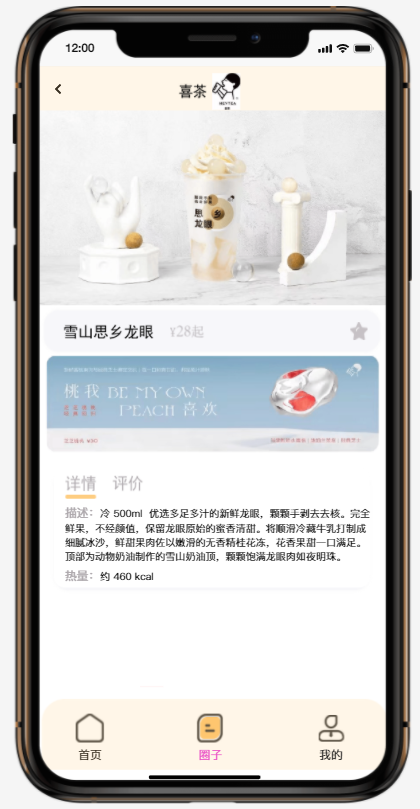 12:00
喜茶
HEYTEA
思乡
龙眼
雪山思乡龙眼 ¥28起
桃我 BE MY OWN
PEACH 喜欢
详情 评价
描述：冷 500ml 优选多足多汁的新鲜龙眼，颗颗手剥去去核。完全
鲜果，不经颜值，保留龙眼原始的蜜香清甜。将顺滑冷藏牛乳打制成
细腻冰沙，鲜甜果肉佐以嫩滑的无香精桂花冻，花香果甜一口满足。
顶部为动物奶油制作的雪山奶油顶，颗颗饱满龙眼肉如夜明珠。
热量：约 460 kcal
首页 圈子 我的